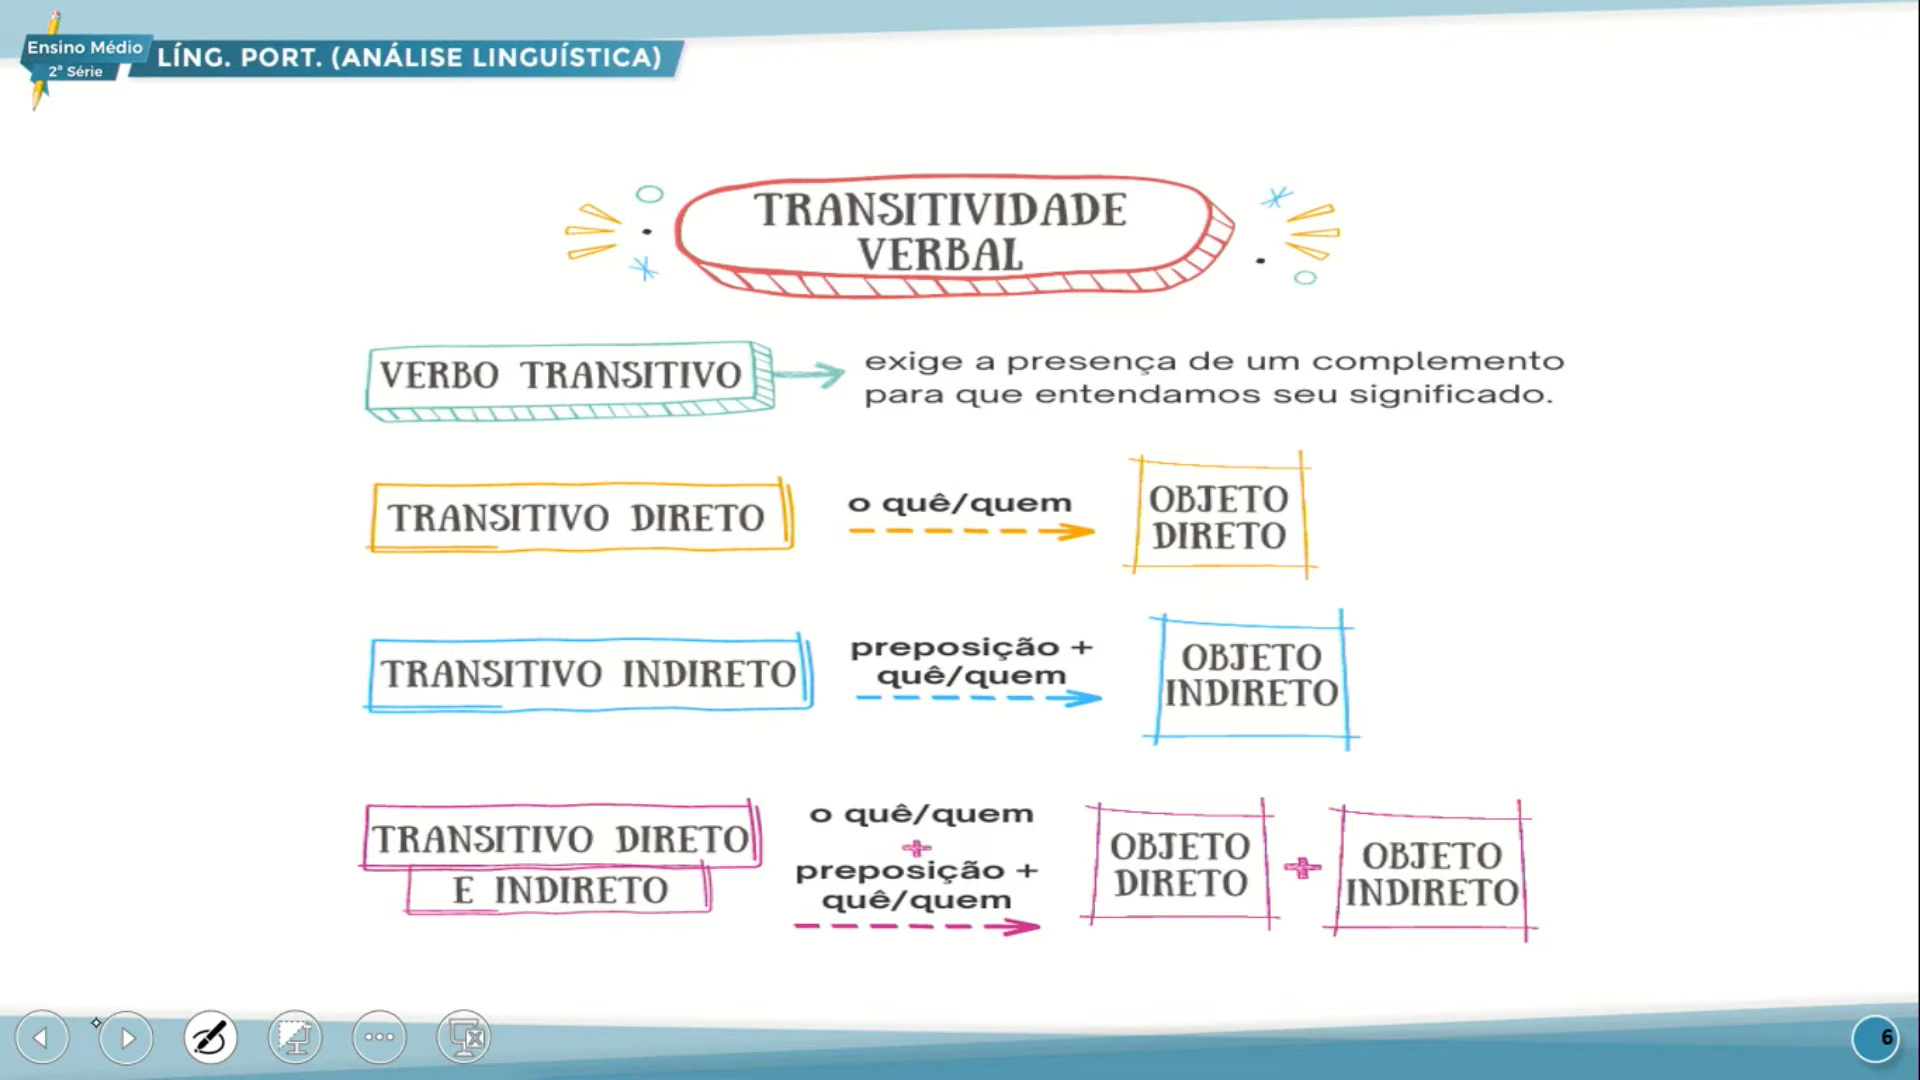 Ensino Médio
2ª Série
LÍNG. PORT. (ANÁLISE LINGUÍSTICA)
TRANSITIVIDADE
VERBAL
VERBO TRANSITIVO
exige a presença de um complemento
para que entendamos seu significado.
TRANSITIVO DIRETO
o quê/quem
OBJETO
DIRETO
TRANSITIVO INDIRETO
preposição +
quê/quem
OBJETO
INDIRETO
TRANSITIVO DIRETO
E INDIRETO
o quê/quem
+
preposição +
quê/quem
OBJETO
DIRETO
+
OBJETO
INDIRETO
6